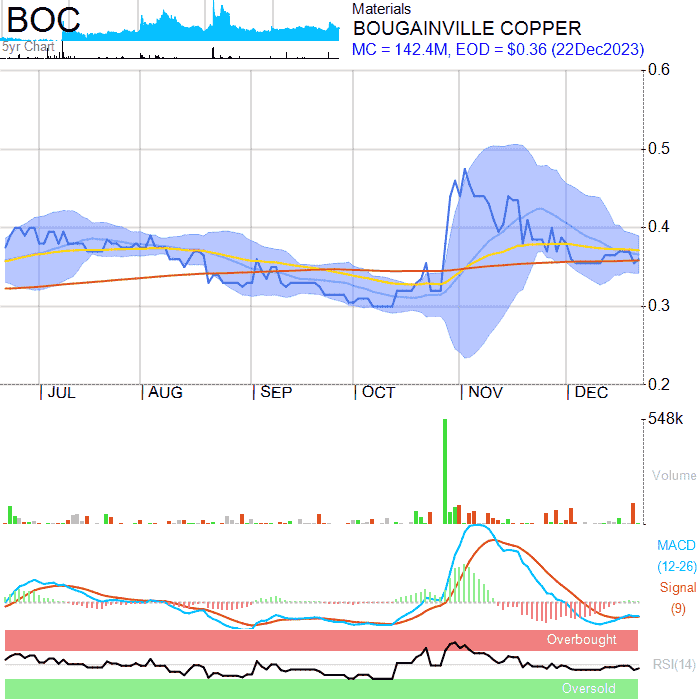 BOC
5yr Chart
Materials
BOUGAINVILLE COPPER
MC = 142.4M, EOD = $0.36 (22Dec2023)
0.6
0.5
0.4
0.3
0.2
JUL AUG SEP OCT NOV DEC
548k
Volume
MACD
(12-26)
Signal
(9)
Overbought
RSI(14)
Oversold